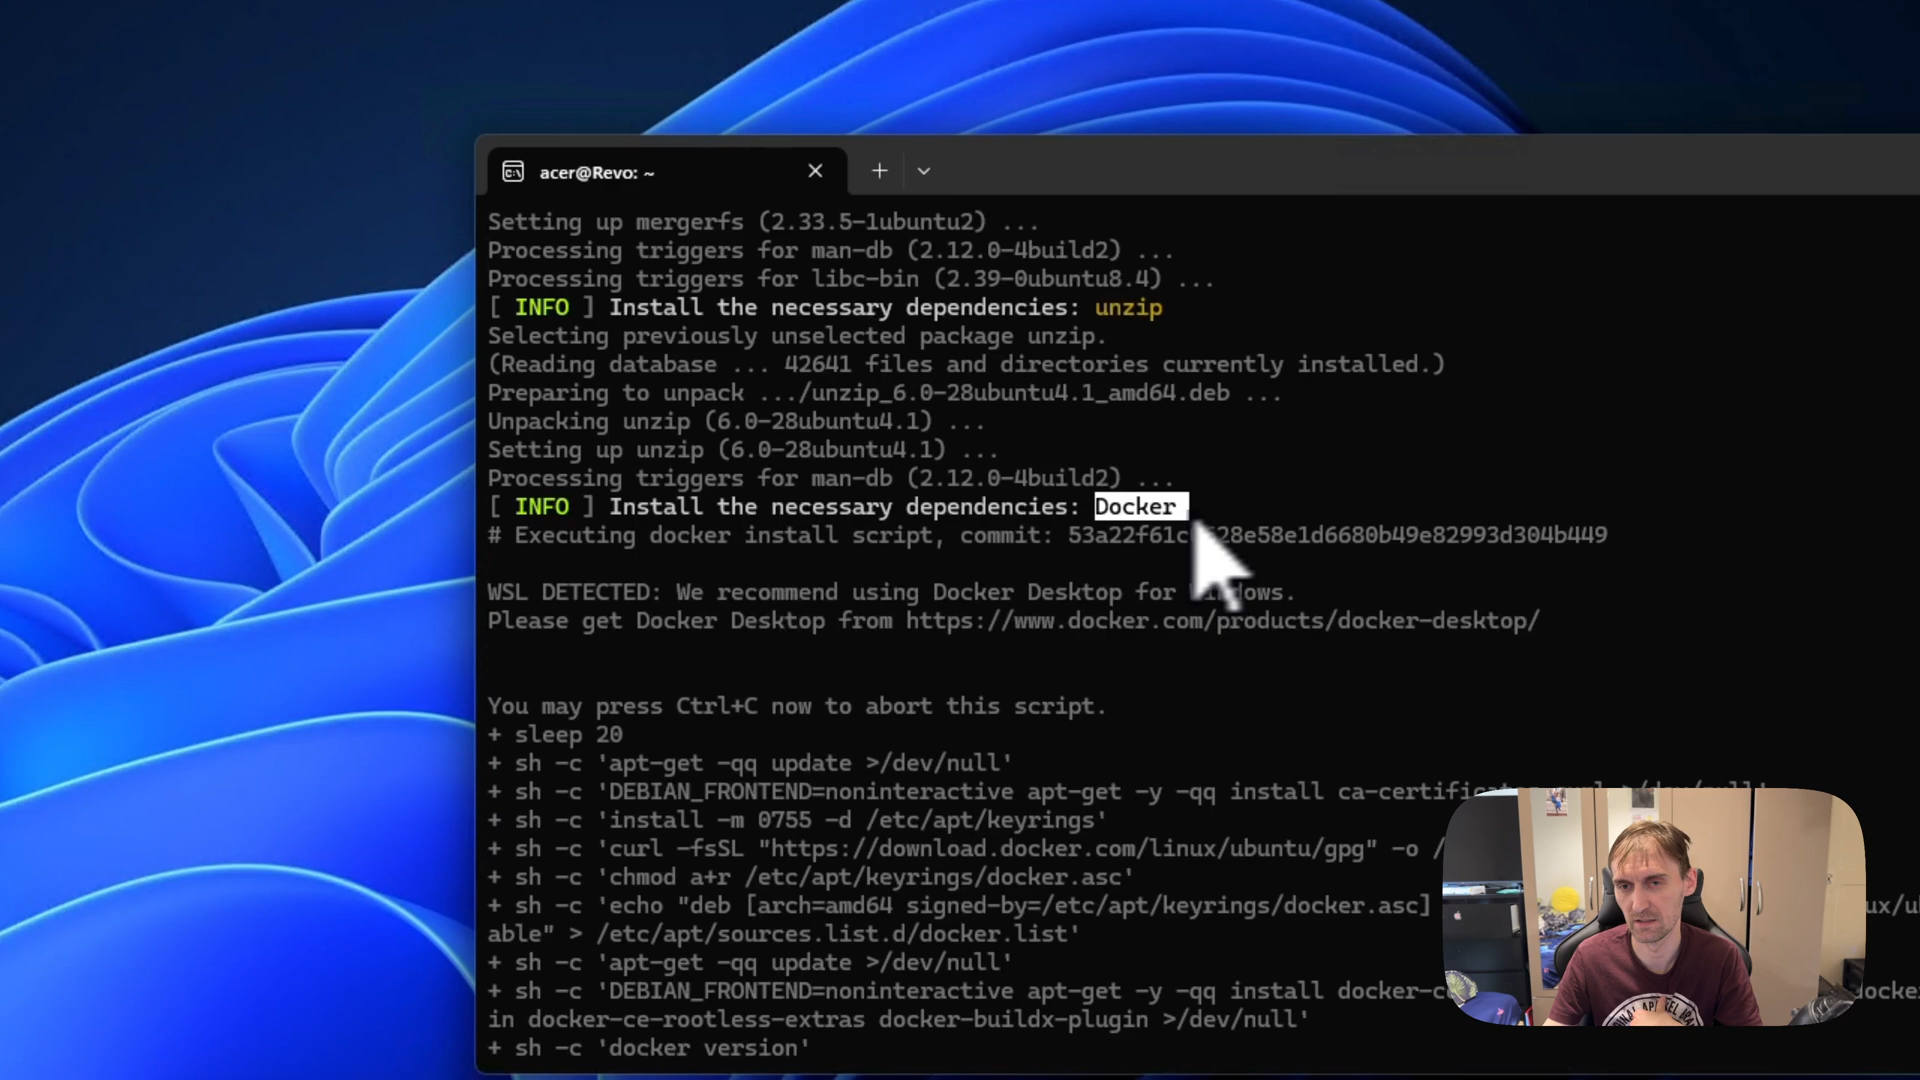 acer@Revo: ~
Setting up mergerfs (2.33.5-1ubuntu2) ...
Processing triggers for man-db (2.12.0-4build2) ...
Processing triggers for libc-bin (2.39-0ubuntu8.4) ...
[ INFO ] Install the necessary dependencies: unzip
Selecting previously unselected package unzip.
(Reading database ... 42641 files and directories currently installed.)
Preparing to unpack .../unzip_6.0-28ubuntu4.1_amd64.deb ...
Unpacking unzip (6.0-28ubuntu4.1) ...
Setting up unzip (6.0-28ubuntu4.1) ...
Processing triggers for man-db (2.12.0-4build2) ...
[ INFO ] Install the necessary dependencies: Docker
# Executing docker install script, commit: 53a22f61c 28e58e1d6680b49e82993d304b449
WSL DETECTED: We recommend using Docker Desktop for Windows.
Please get Docker Desktop from https://www.docker.com/products/docker-desktop/
You may press Ctrl+C now to abort this script.
+ sleep 20
+ sh -c 'apt-get -qq update >/dev/null'
+ sh -c 'DEBIAN_FRONTEND=noninteractive apt-get -y -qq install ca-certific
+ sh -c 'install -m 0755 -d /etc/apt/keyrings'
+ sh -c 'curl -fsSL "https://download.docker.com/linux/ubuntu/gpg" -o /
+ sh -c 'chmod a+r /etc/apt/keyrings/docker.asc'
+ sh -c 'echo "deb [arch=amd64 signed-by=/etc/apt/keyrings/docker.asc] ux/u
able" > /etc/apt/sources.list.d/docker.list'
+ sh -c 'apt-get -qq update >/dev/null'
+ sh -c 'DEBIAN_FRONTEND=noninteractive apt-get -y -qq install docker-c ocke
in docker-ce-rootless-extras docker-buildx-plugin >/dev/null'
+ sh -c 'docker version'